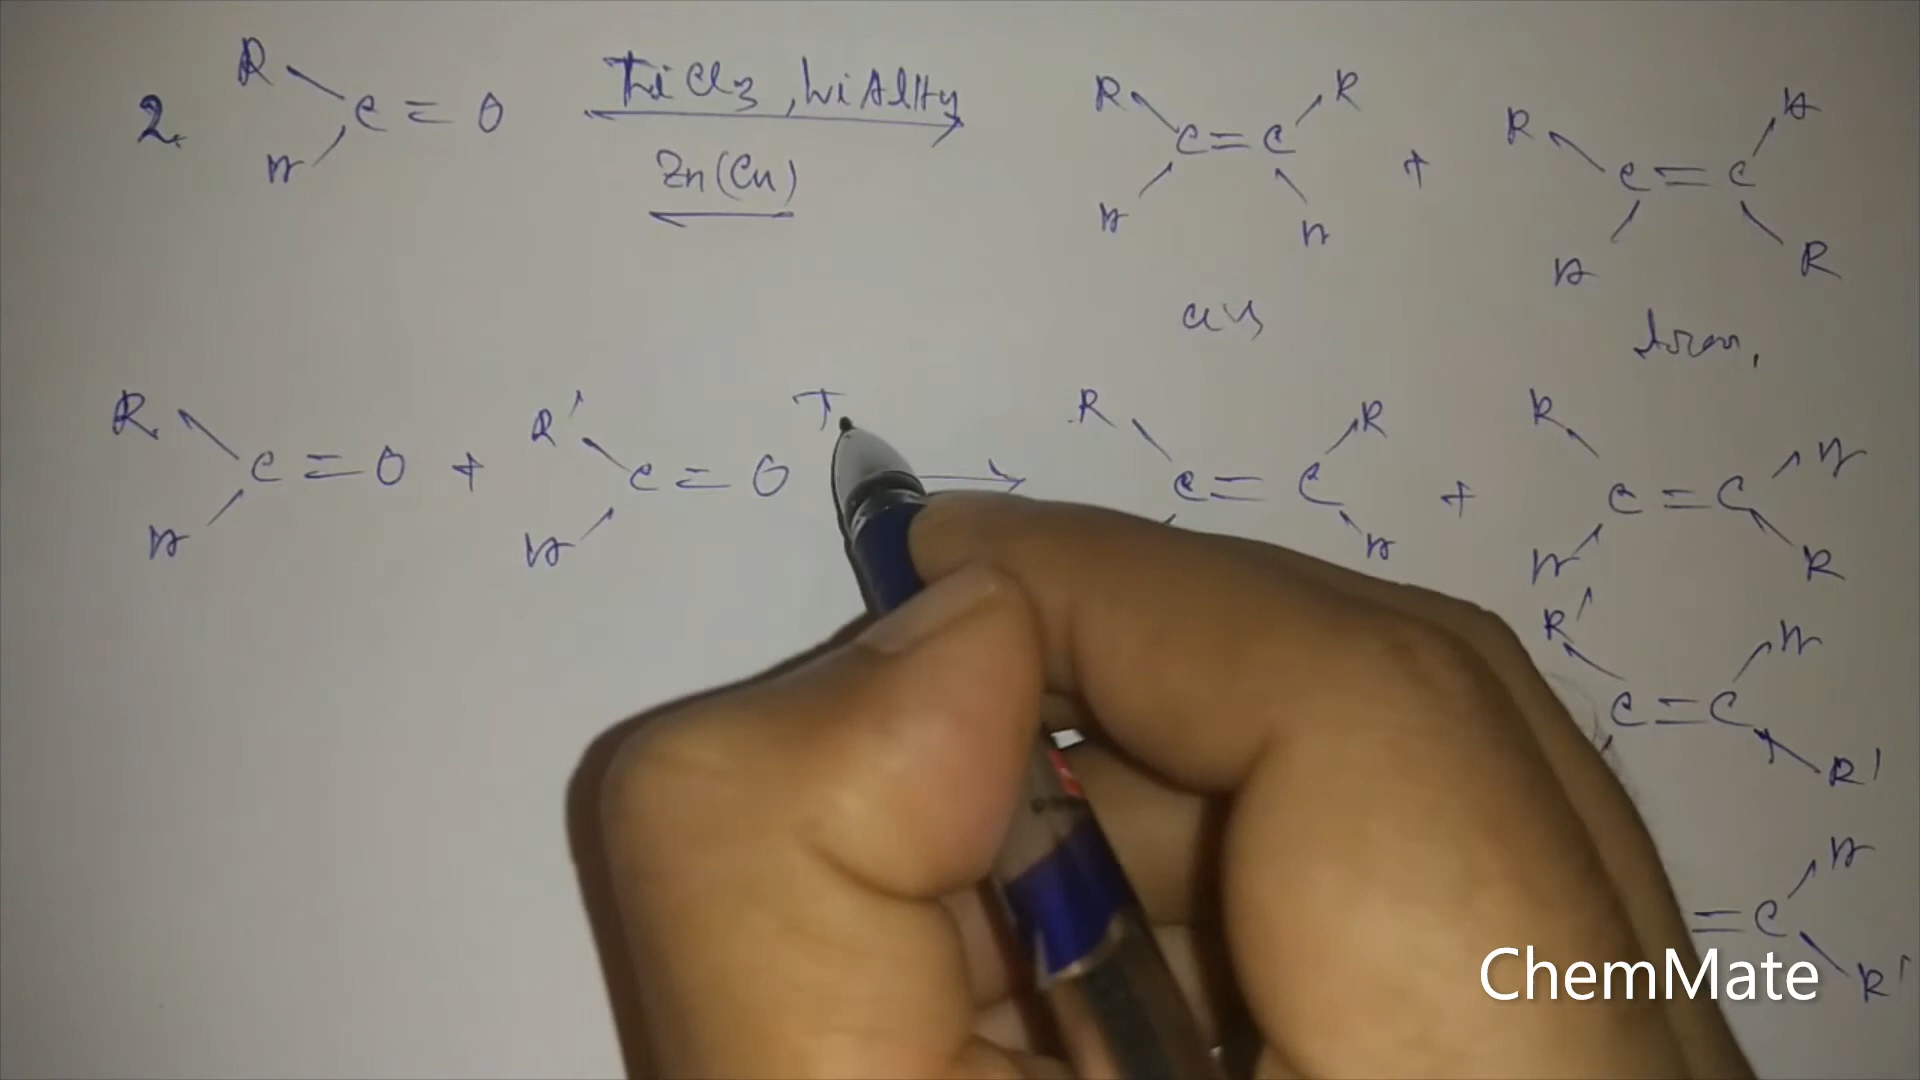 2. R C = O TiCl3, LiAlH4 R C = C R + R C = C H
H Zn(Cu) H H H R
cis trans
R C = O + R' C = O T R C = C R + R C = C H
H H H H R
R' C = C H
R'
= C H
R'
ChemMate